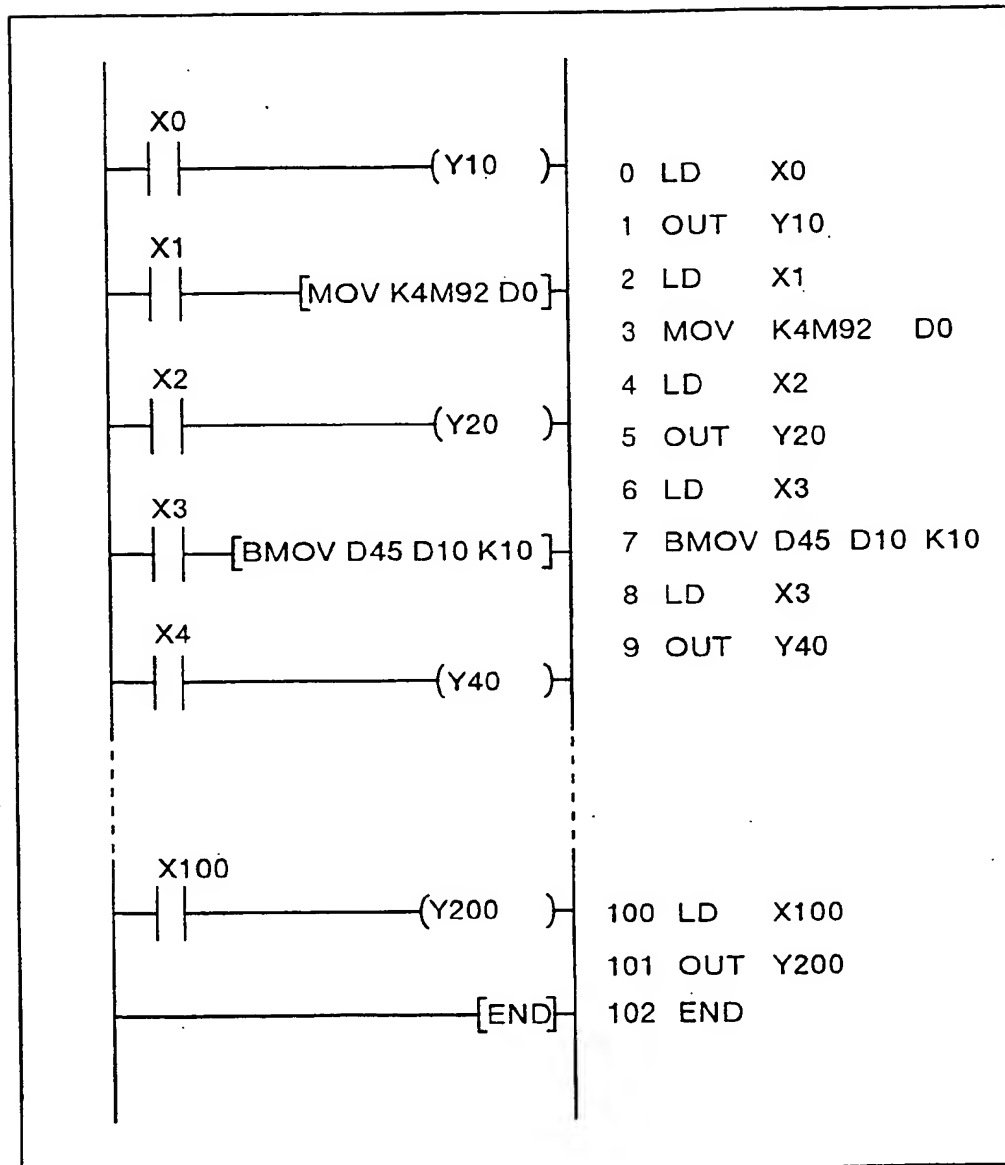 X0
(Y10 )
0 LD X0
1 OUT Y10
X1
[MOV K4M92 D0]
2 LD X1
3 MOV K4M92 D0
X2
(Y20 )
4 LD X2
5 OUT Y20
X3
[BMOV D45 D10 K10]
6 LD X3
7 BMOV D45 D10 K10
8 LD X3
X4
(Y40 )
9 OUT Y40
X100
(Y200 )
100 LD X100
101 OUT Y200
[END]
102 END